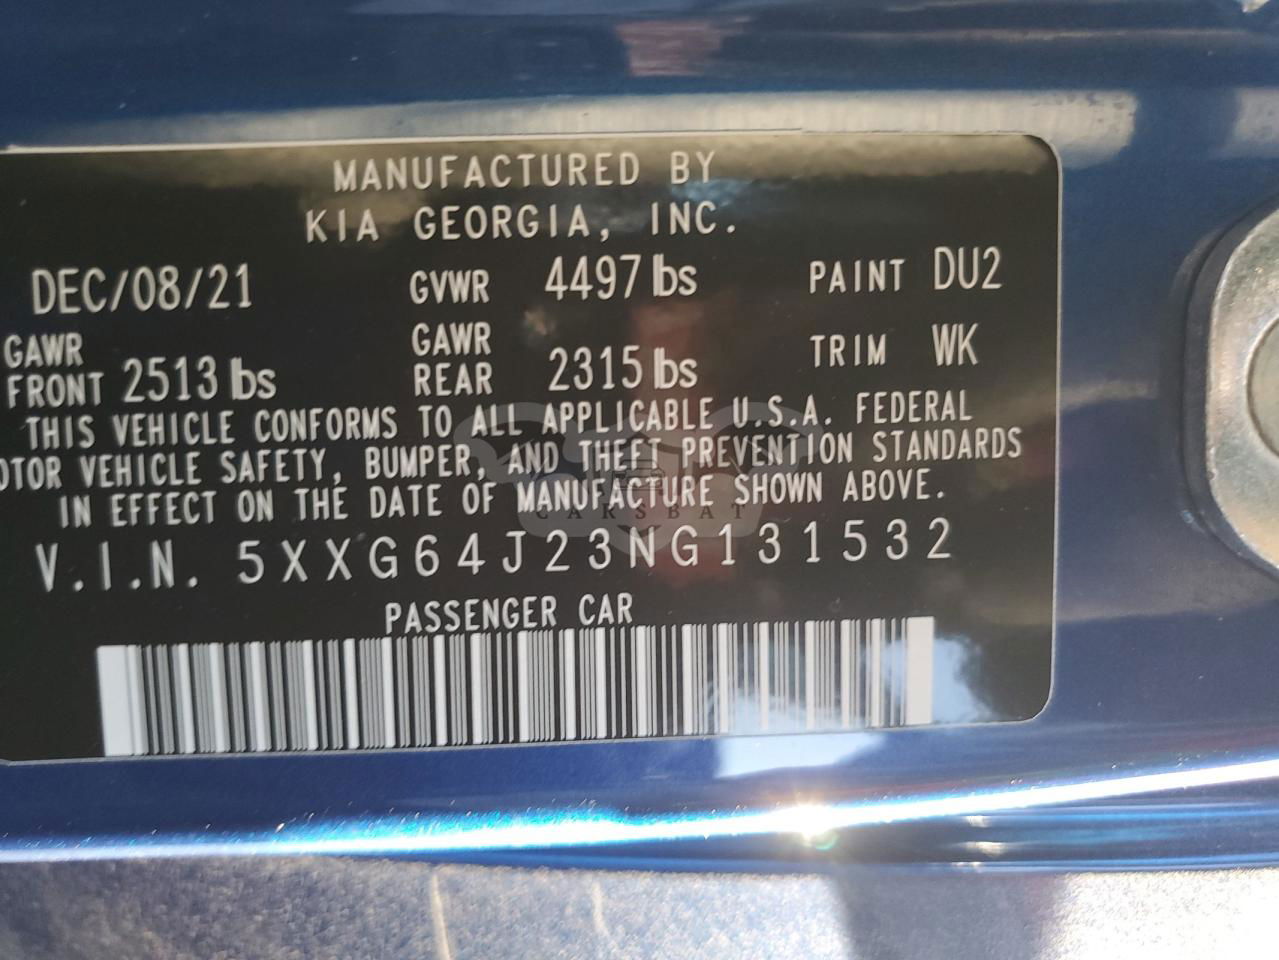 MANUFACTURED BY
KIA GEORGIA, INC.
DEC/08/21 GVWR 4497 lbs PAINT DU2
GAWR FRONT 2513 lbs GAWR REAR 2315 lbs TRIM WK
THIS VEHICLE CONFORMS TO ALL APPLICABLE U.S.A. FEDERAL
OTOR VEHICLE SAFETY, BUMPER, AND THEFT PREVENTION STANDARDS
IN EFFECT ON THE DATE OF MANUFACTURE SHOWN ABOVE.
CARSBAT
V.I.N. 5XXG64J23NG131532
PASSENGER CAR